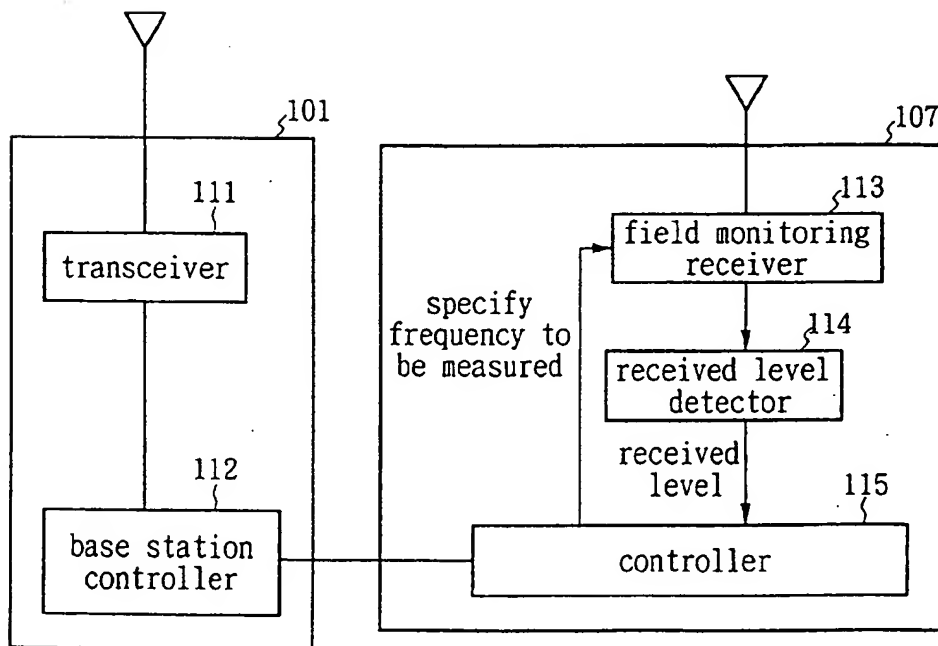 101
107
111
transceiver
113
field monitoring
receiver
specify
frequency to
be measured
114
received level
detector
received
level
112
base station
controller
115
controller